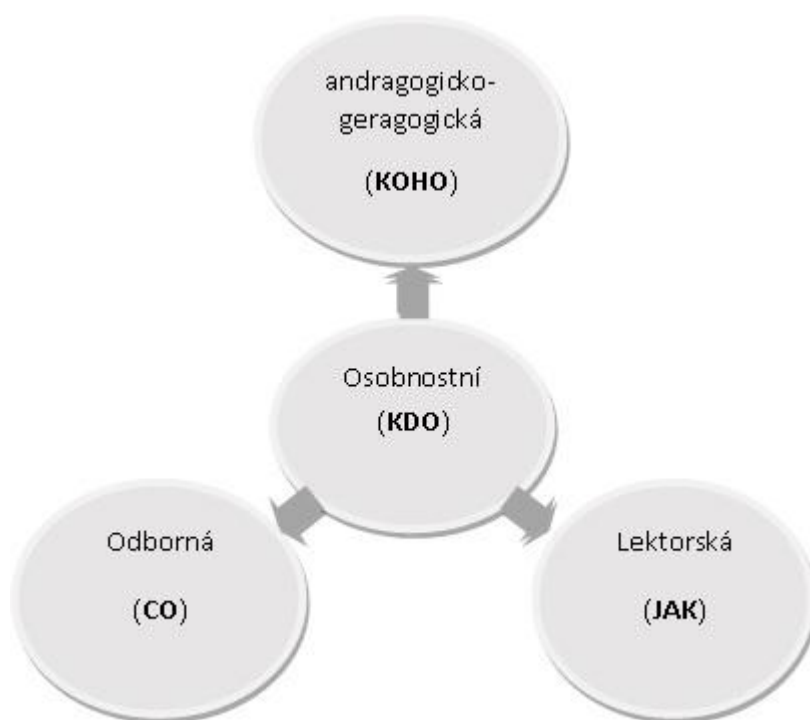 andragogicko-
geragogická
(KOHO)
Osobnostní
(KDO)
Odborná
(CO)
Lektorská
(JAK)